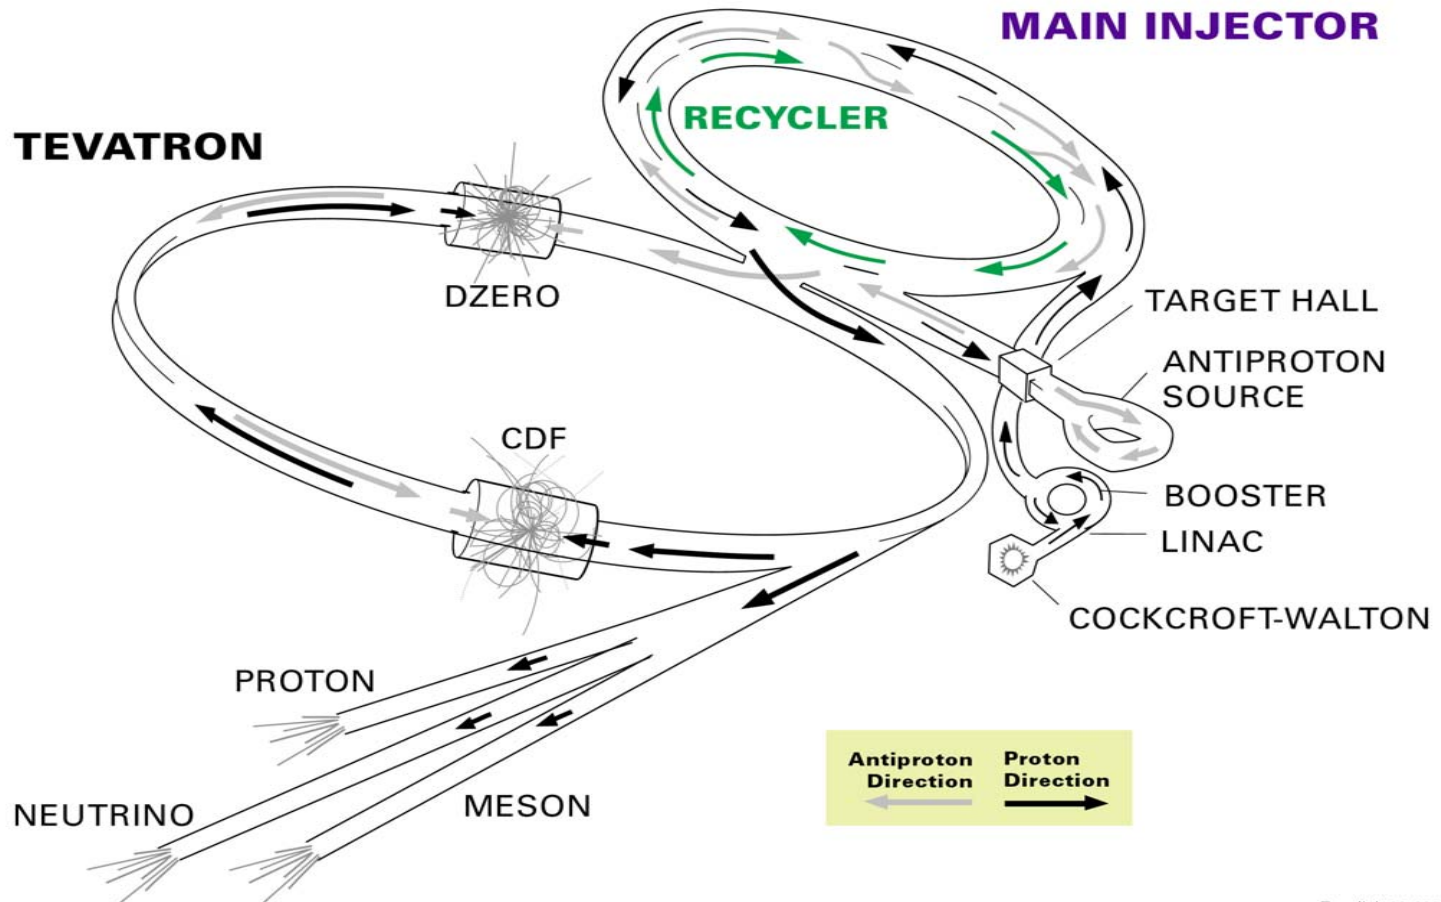 MAIN INJECTOR
RECYCLER
TEVATRON
DZERO
TARGET HALL
ANTIPROTON
SOURCE
CDF
BOOSTER
LINAC
COCKCROFT-WALTON
PROTON
NEUTRINO
MESON
Antiproton
Direction
Proton
Direction